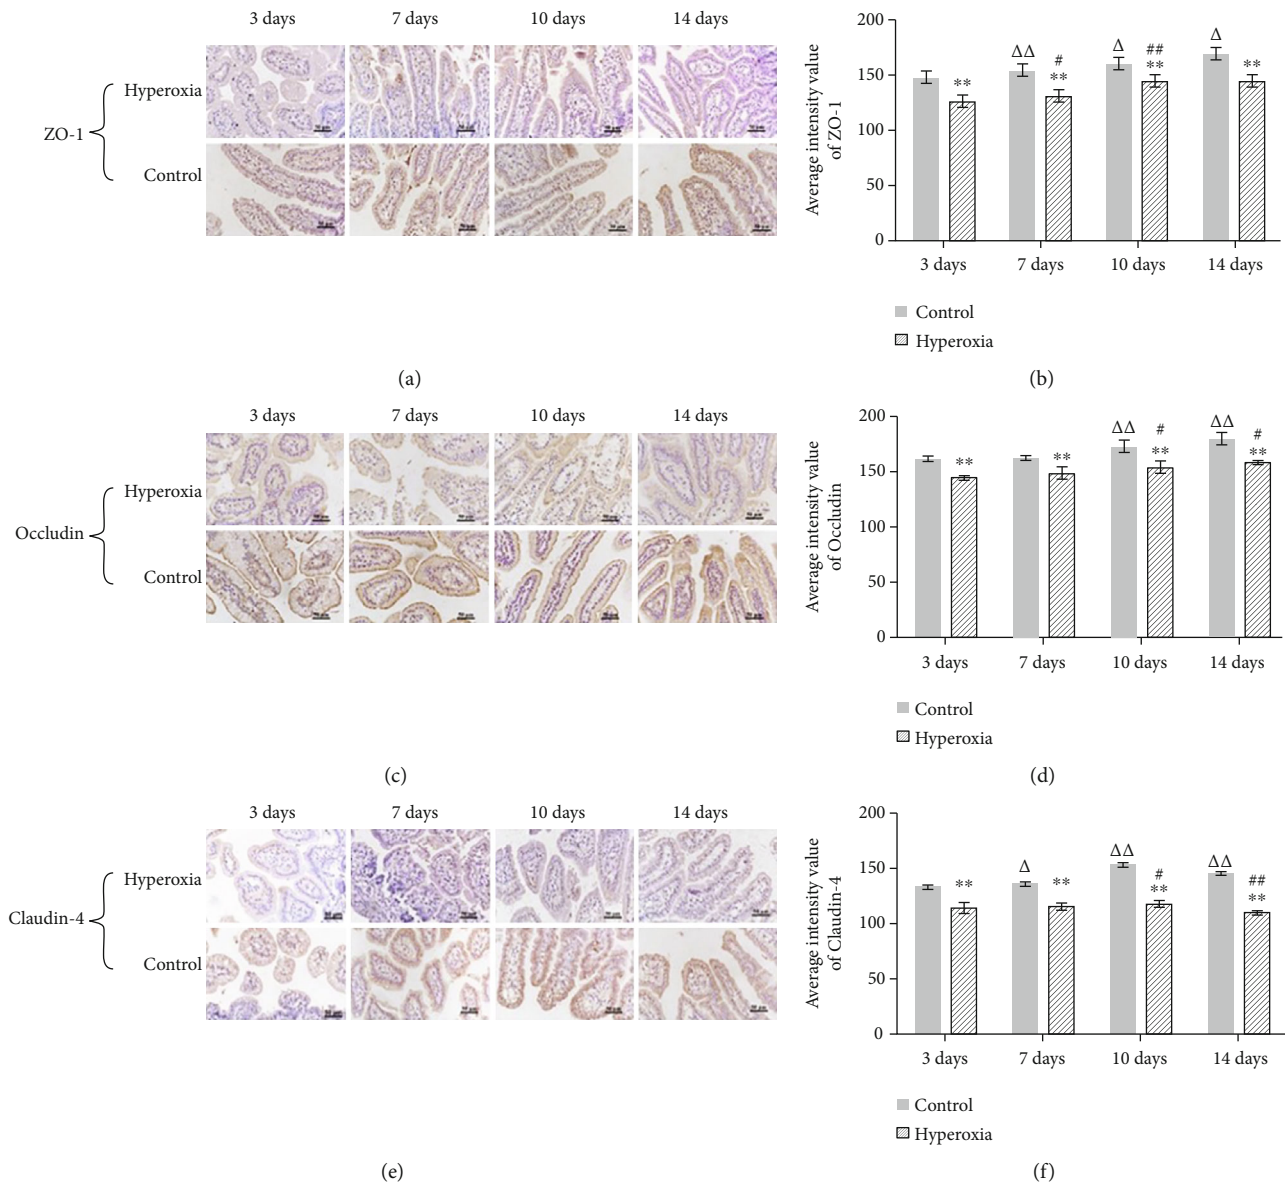 3 days 7 days 10 days 14 days
Hyperoxia
ZO-1
Control
(a)
Average intensity value
of ZO-1
200
150
100
50
0
** ΔΔ # ** Δ ## ** Δ **
3 days 7 days 10 days 14 days
Control
Hyperoxia
(b)
3 days 7 days 10 days 14 days
Hyperoxia
Occludin
Control
(c)
Average intensity value
of Occludin
200
150
100
50
0
** ** ΔΔ # ** ΔΔ # **
3 days 7 days 10 days 14 days
Control
Hyperoxia
(d)
3 days 7 days 10 days 14 days
Hyperoxia
Claudin-4
Control
(e)
Average intensity value
of Claudin-4
200
150
100
50
0
** Δ ** ΔΔ # ** ΔΔ ## **
3 days 7 days 10 days 14 days
Control
Hyperoxia
(f)